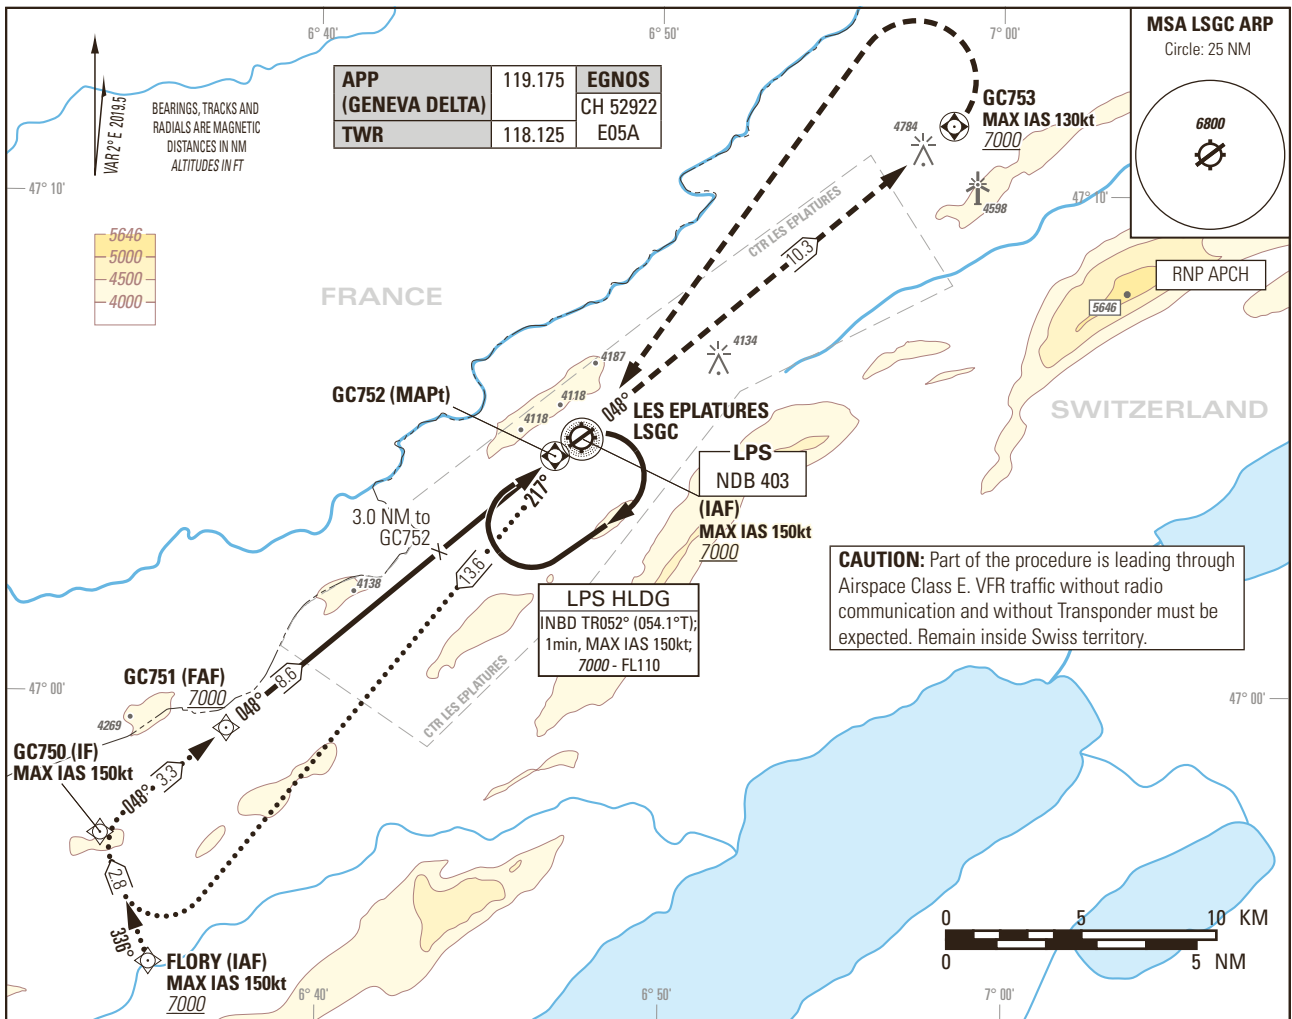 6° 40'
6° 50'
7° 00'
MSA LSGC ARP
Circle: 25 NM
6800
VAR 2° E 2019.5
BEARINGS, TRACKS AND
RADIALS ARE MAGNETIC
DISTANCES IN NM
ALTITUDES IN FT
APP
(GENEVA DELTA)
119.175
EGNOS
CH 52922
E05A
TWR
118.125
GC753
MAX IAS 130kt
7000
4784
4598
47° 10'
47° 10'
5646
5000
4500
4000
FRANCE
CTR LES EPLATURES
10.3
RNP APCH
5646
4134
4187
4118
4118
GC752 (MAPt)
048°
LES EPLATURES
LSGC
SWITZERLAND
LPS
NDB 403
(IAF)
MAX IAS 150kt
7000
217°
3.0 NM to
GC752
13.6
4138
LPS HLDG
INBD TR052° (054.1°T);
1min, MAX IAS 150kt;
7000 - FL110
CAUTION: Part of the procedure is leading through
Airspace Class E. VFR traffic without radio
communication and without Transponder must be
expected. Remain inside Swiss territory.
GC751 (FAF)
7000
048°
8.6
CTR LES EPLATURES
47° 00'
47° 00'
4269
GC750 (IF)
MAX IAS 150kt
048°
3.3
2.8
336°
FLORY (IAF)
MAX IAS 150kt
7000
0 5 10 KM
0 5 NM
6° 40'
6° 50'
7° 00'